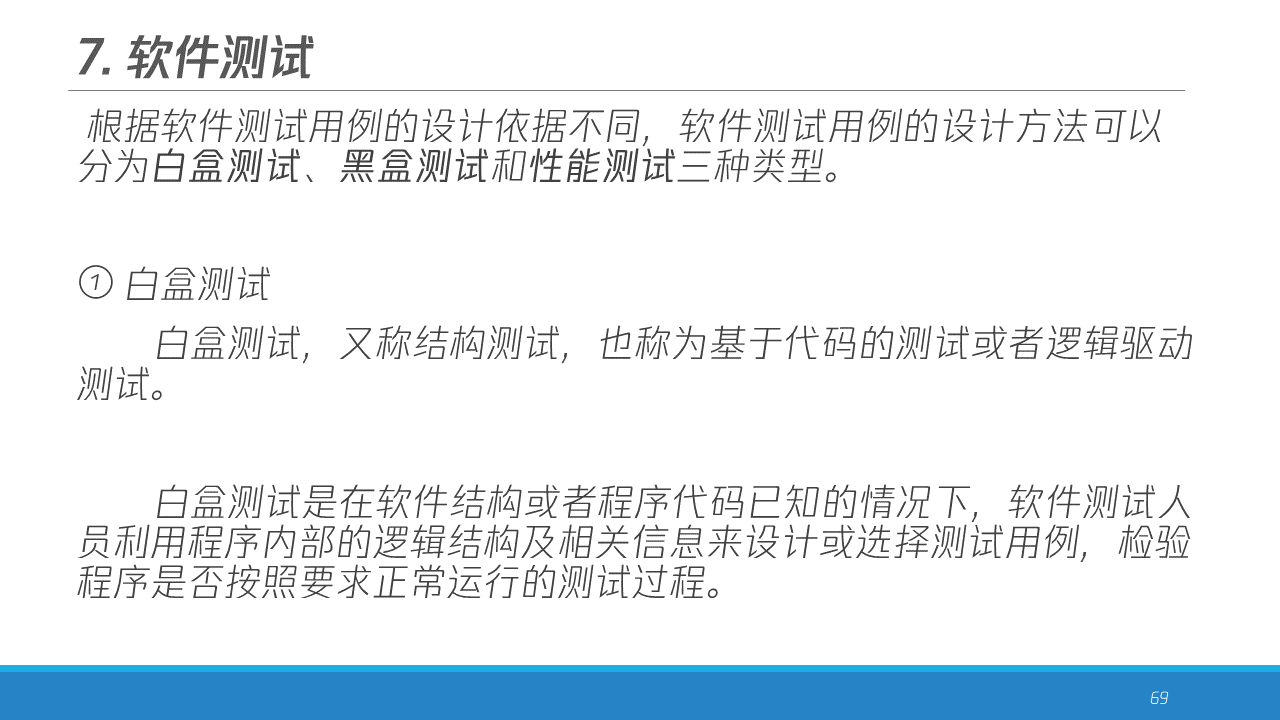 7. 软件测试
根据软件测试用例的设计依据不同，软件测试用例的设计方法可以
分为白盒测试、黑盒测试和性能测试三种类型。
① 白盒测试
白盒测试，又称结构测试，也称为基于代码的测试或者逻辑驱动
测试。
白盒测试是在软件结构或者程序代码已知的情况下，软件测试人
员利用程序内部的逻辑结构及相关信息来设计或选择测试用例，检验
程序是否按照要求正常运行的测试过程。
69